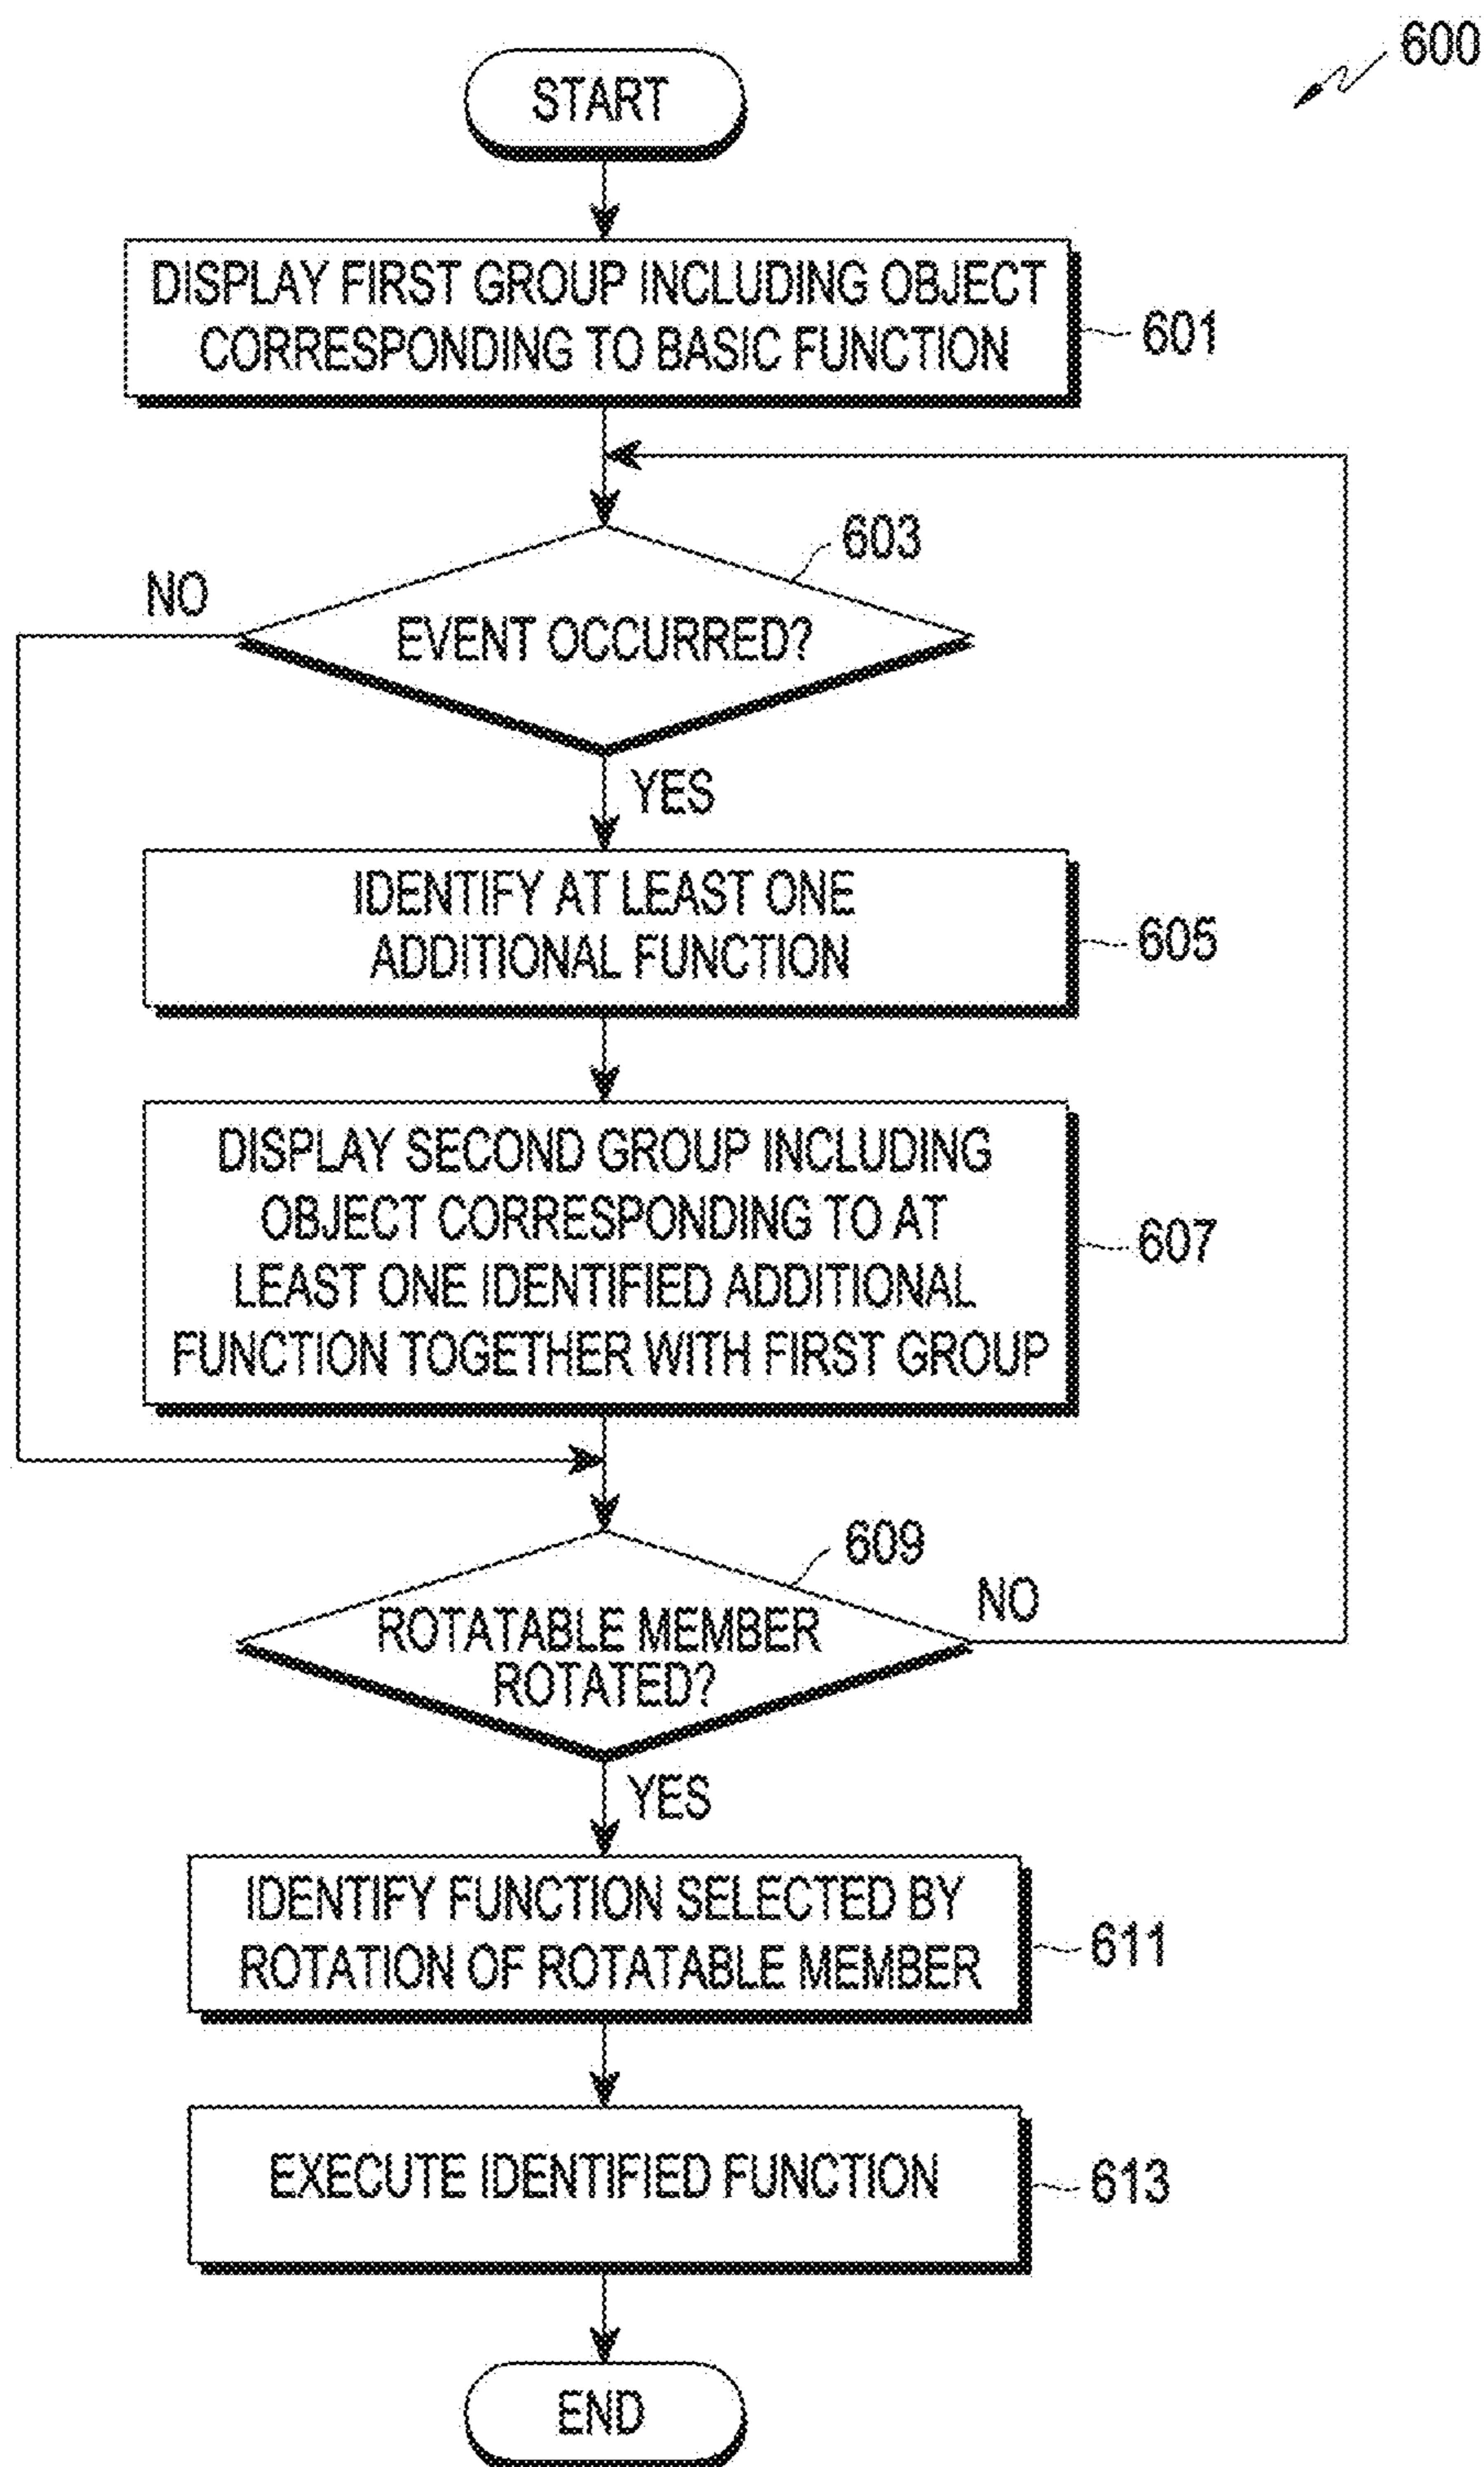 600
START
DISPLAY FIRST GROUP INCLUDING OBJECT
CORRESPONDING TO BASIC FUNCTION
601
603
NO
EVENT OCCURRED?
YES
IDENTIFY AT LEAST ONE
ADDITIONAL FUNCTION
605
DISPLAY SECOND GROUP INCLUDING
OBJECT CORRESPONDING TO AT
LEAST ONE IDENTIFIED ADDITIONAL
FUNCTION TOGETHER WITH FIRST GROUP
607
609
NO
ROTATABLE MEMBER
ROTATED?
YES
IDENTIFY FUNCTION SELECTED BY
ROTATION OF ROTATABLE MEMBER
611
EXECUTE IDENTIFIED FUNCTION
613
END